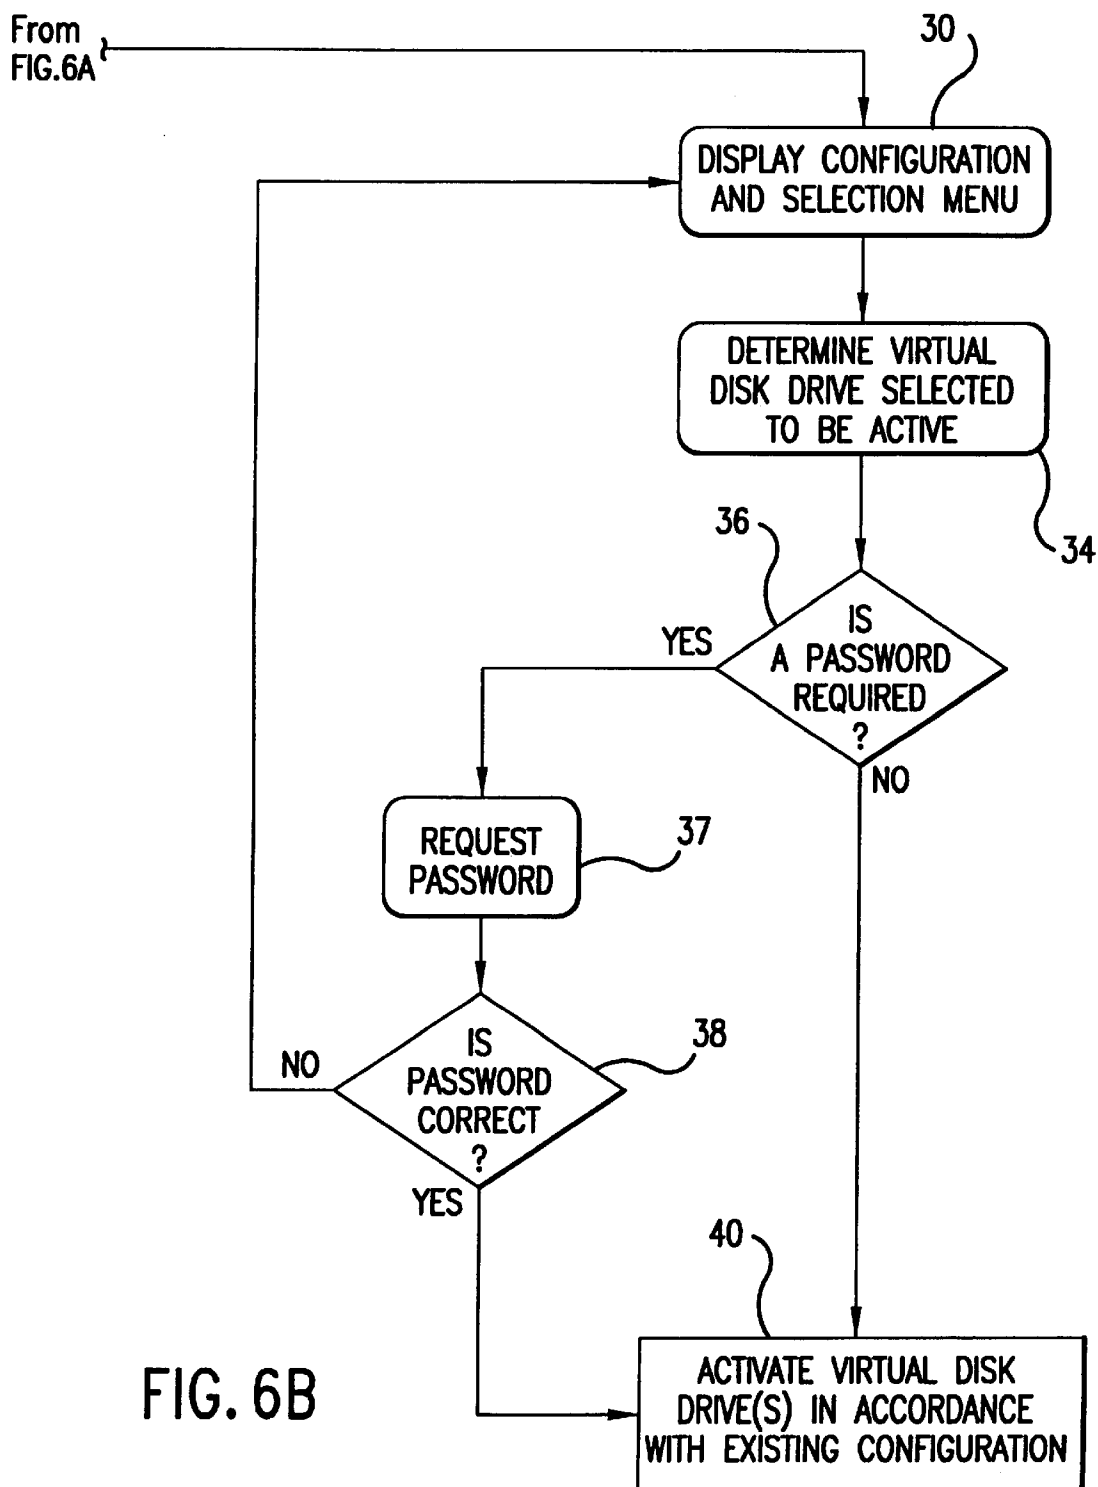 From
FIG.6A
30
DISPLAY CONFIGURATION
AND SELECTION MENU
DETERMINE VIRTUAL
DISK DRIVE SELECTED
TO BE ACTIVE
34
36
IS
A PASSWORD
REQUIRED
?
YES
NO
REQUEST
PASSWORD
37
IS
PASSWORD
CORRECT
?
38
NO
YES
40
ACTIVATE VIRTUAL DISK
DRIVE(S) IN ACCORDANCE
WITH EXISTING CONFIGURATION
FIG. 6B